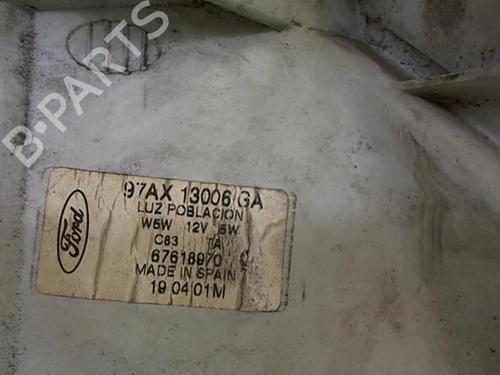 B-PARTS
97AX 13006 GA
LUZ POBLACION
W5W 12V 5W
C83 TA
67618970
MADE IN SPAIN
19 04 01M
Ford